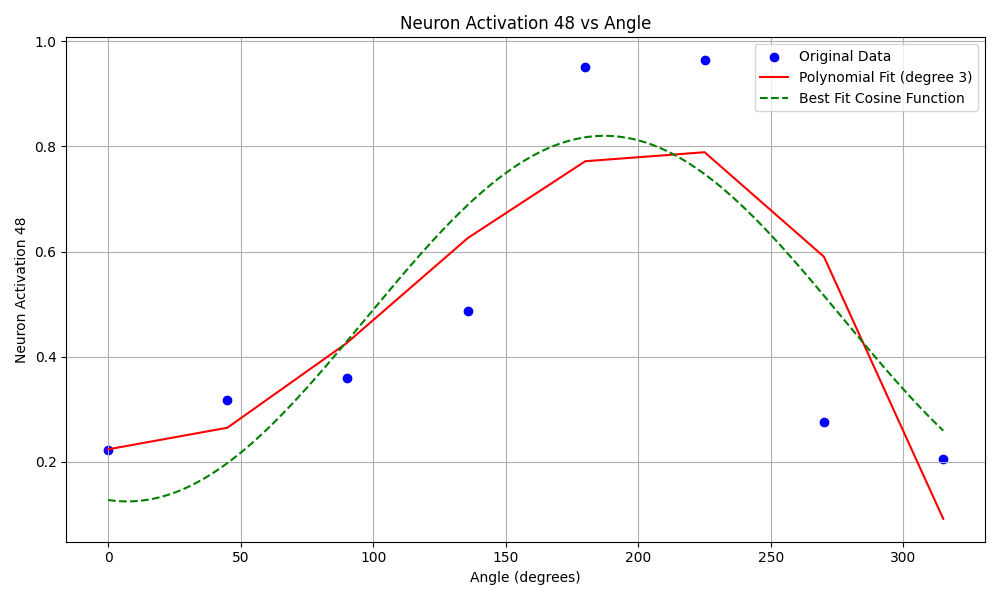 Neuron Activation 48 vs Angle
Original Data
Polynomial Fit (degree 3)
Best Fit Cosine Function
Neuron Activation 48
1.0
0.8
0.6
0.4
0.2
0
50
100
150
200
250
300
Angle (degrees)